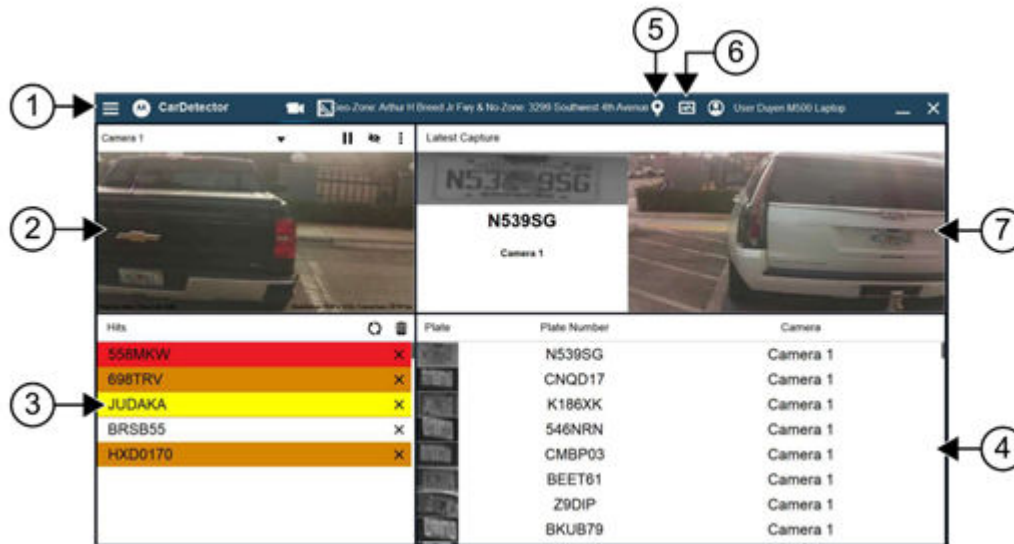 5
6
1
CarDetector
Geo-Zone: Arthur H Breed Jr Fwy & No-Zone: 3299 Southwest 4th Avenue
User Duyen M500 Laptop
Camera 1
Latest Capture
2
N539SG
Camera 1
7
Hits
Plate
Plate Number
Camera
558MKW
N539SG
Camera 1
698TRV
CNQD17
Camera 1
3
JUDAKA
K186XK
Camera 1
BRSB55
546NRN
Camera 1
HXD0170
CMBP03
Camera 1
4
BEET61
Camera 1
Z9DIP
Camera 1
BKUB79
Camera 1